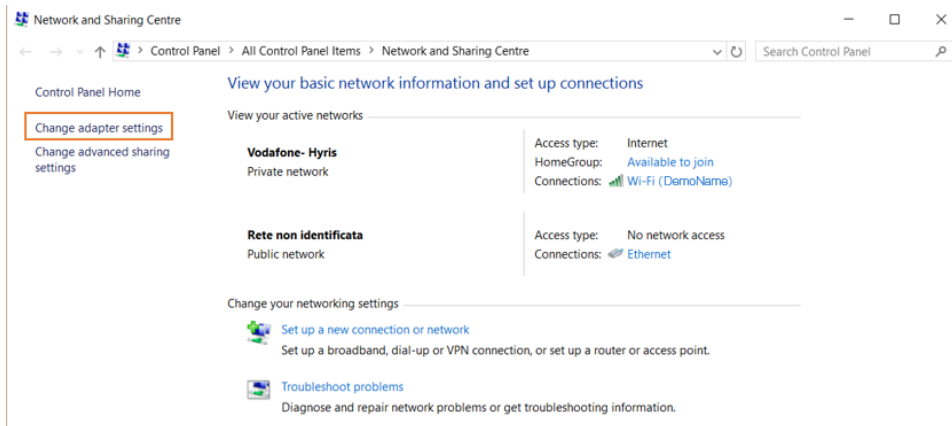 Network and Sharing Centre
Control Panel > All Control Panel Items > Network and Sharing Centre
Search Control Panel
Control Panel Home
Change adapter settings
Change advanced sharing
settings
View your basic network information and set up connections
View your active networks
Vodafone- Hyris
Private network
Access type: Internet
HomeGroup: Available to join
Connections: Wi-Fi (DemoName)
Rete non identificata
Public network
Access type: No network access
Connections: Ethernet
Change your networking settings
Set up a new connection or network
Set up a broadband, dial-up or VPN connection, or set up a router or access point.
Troubleshoot problems
Diagnose and repair network problems or get troubleshooting information.